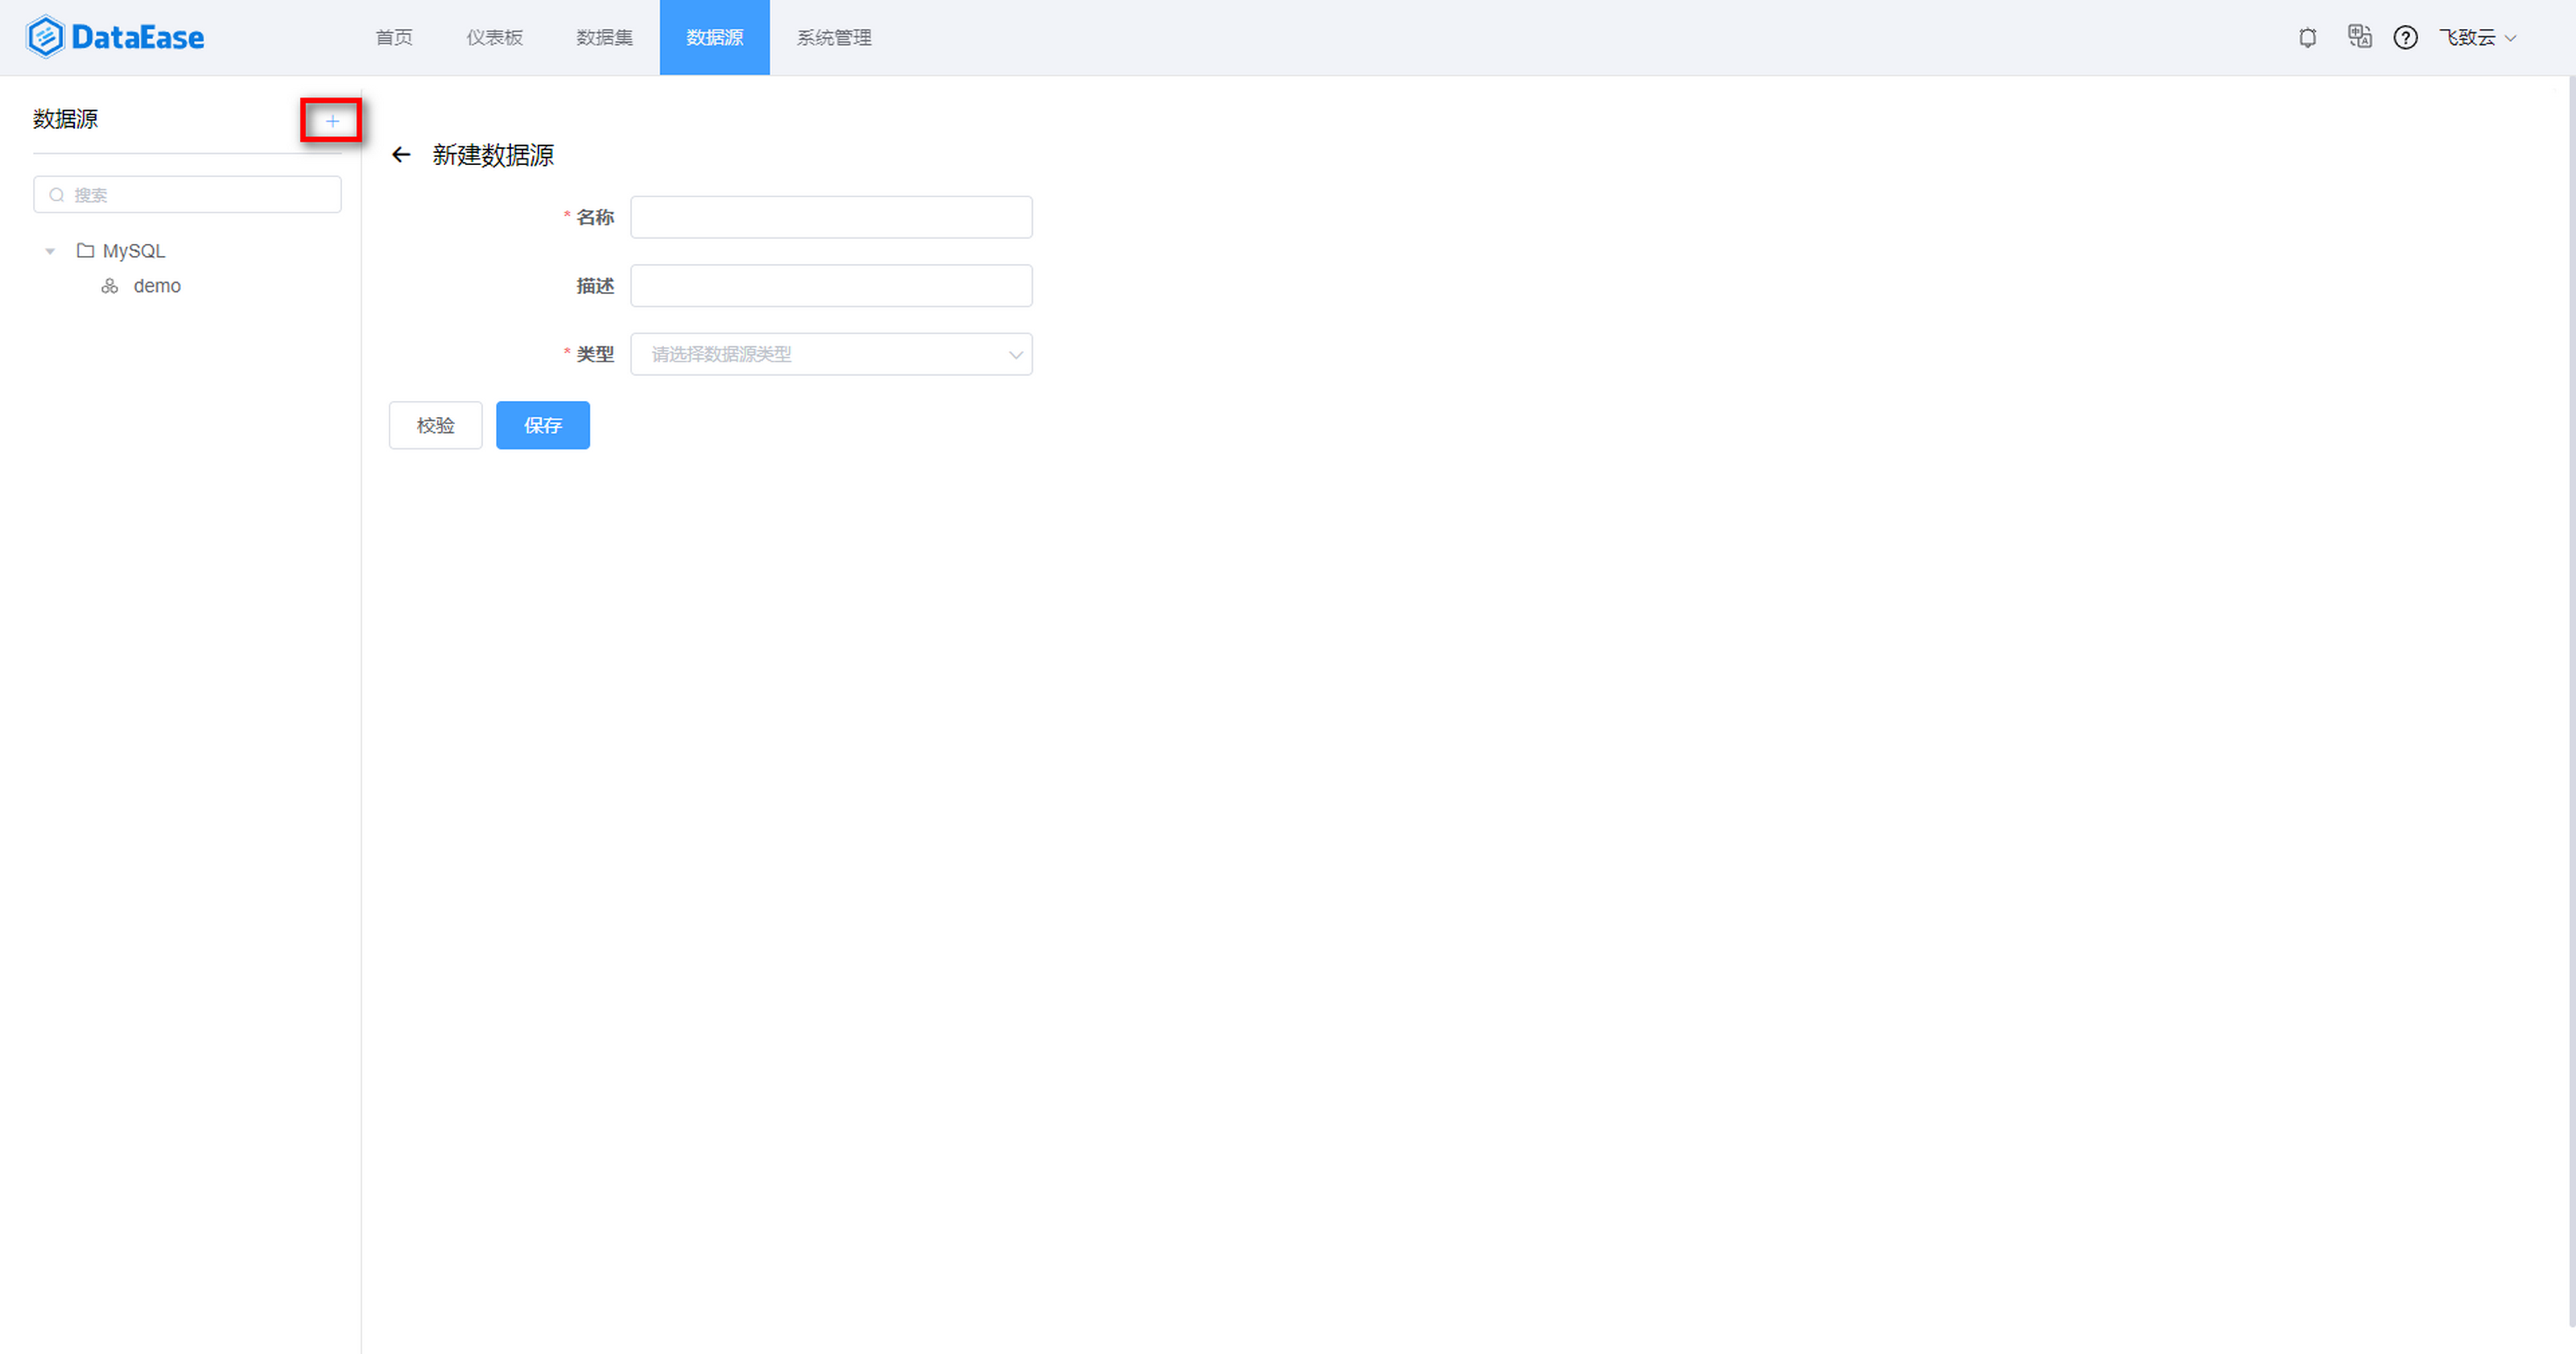 DataEase 首页 仪表板 数据集 数据源 系统管理 飞致云
数据源
搜索
MySQL
demo
新建数据源
* 名称
描述
* 类型 请选择数据源类型
校验 保存